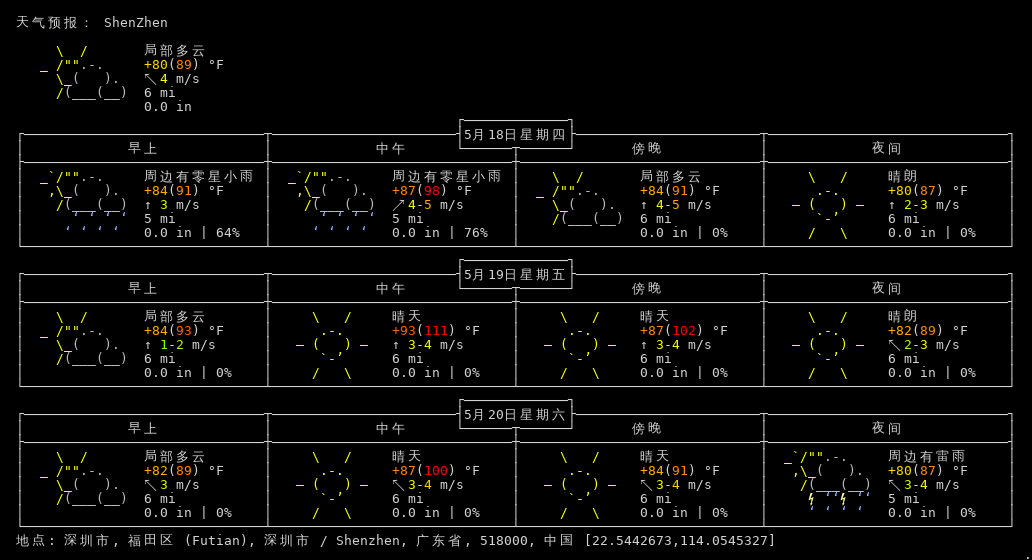 天气预报： ShenZhen
局部多云
+80(89) °F
↖ 4 m/s
6 mi
0.0 in
5月18日星期四
早上 中午 傍晚 夜间
周边有零星小雨 周边有零星小雨 局部多云 晴朗
+84(91) °F +87(98) °F +84(91) °F +80(87) °F
↑ 3 m/s ↗ 4-5 m/s ↑ 4-5 m/s ↑ 2-3 m/s
5 mi 5 mi 6 mi 6 mi
0.0 in | 64% 0.0 in | 76% 0.0 in | 0% 0.0 in | 0%
5月19日星期五
早上 中午 傍晚 夜间
局部多云 晴天 晴天 晴朗
+84(93) °F +93(111) °F +87(102) °F +82(89) °F
↑ 1-2 m/s ↑ 3-4 m/s ↑ 3-4 m/s ↖ 2-3 m/s
6 mi 6 mi 6 mi 6 mi
0.0 in | 0% 0.0 in | 0% 0.0 in | 0% 0.0 in | 0%
5月20日星期六
早上 中午 傍晚 夜间
局部多云 晴天 晴天 周边有雷雨
+82(89) °F +87(100) °F +84(91) °F +80(87) °F
↖ 3 m/s ↖ 3-4 m/s ↖ 3-4 m/s ↖ 3-4 m/s
6 mi 6 mi 6 mi 5 mi
0.0 in | 0% 0.0 in | 0% 0.0 in | 0% 0.0 in | 0%
地点: 深圳市, 福田区 (Futian), 深圳市 / Shenzhen, 广东省, 518000, 中国 [22.5442673,114.0545327]